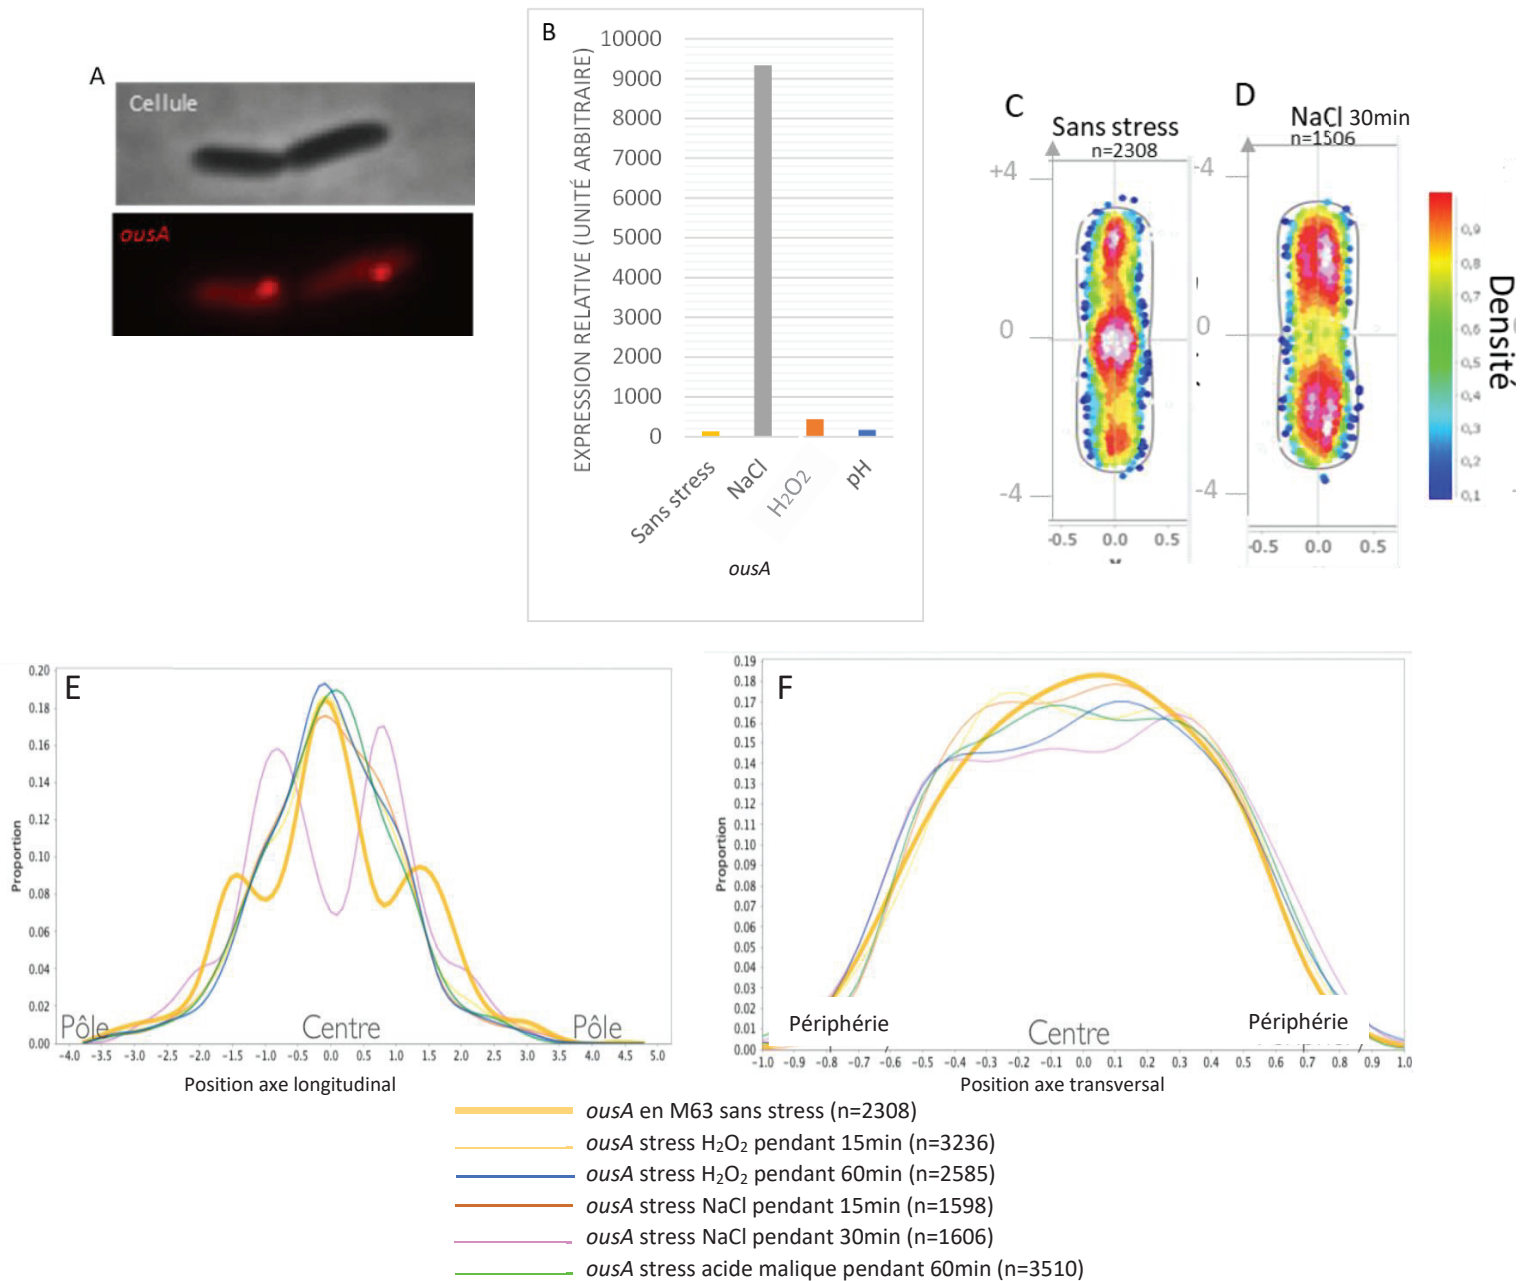 A
Cellule
ousA
B
EXPRESSION RELATIVE (UNITÉ ARBITRAIRE)
10000
9000
8000
7000
6000
5000
4000
3000
2000
1000
0
Sans stress
NaCl
H2O2
pH
ousA
C
Sans stress
n=2308
+4
0
-4
-0.5 0.0 0.5
D
NaCl 30min
n=1506
-4
0
-4
-0.5 0.0 0.5
0,9
0,8
0,7
0,6
0,5
0,4
0,3
0,2
0,1
Densité
E
Proportion
0.20
0.18
0.16
0.14
0.12
0.10
0.08
0.06
0.04
0.02
0.00
Pôle Centre Pôle
-4.0 -3.5 -3.0 -2.5 -2.0 -1.5 -1.0 -0.5 0.0 0.5 1.0 1.5 2.0 2.5 3.0 3.5 4.0 4.5 5.0
Position axe longitudinal
F
Proportion
0.19
0.18
0.17
0.16
0.15
0.14
0.13
0.12
0.11
0.10
0.09
0.08
0.07
0.06
0.05
0.04
0.03
0.02
0.01
0.00
Périphérie Centre Périphérie
-1.0 -0.9 -0.8 -0.7 -0.6 -0.5 -0.4 -0.3 -0.2 -0.1 0.0 0.1 0.2 0.3 0.4 0.5 0.6 0.7 0.8 0.9 1.0
Position axe transversal
ousA en M63 sans stress (n=2308)
ousA stress H2O2 pendant 15min (n=3236)
ousA stress H2O2 pendant 60min (n=2585)
ousA stress NaCl pendant 15min (n=1598)
ousA stress NaCl pendant 30min (n=1606)
ousA stress acide malique pendant 60min (n=3510)